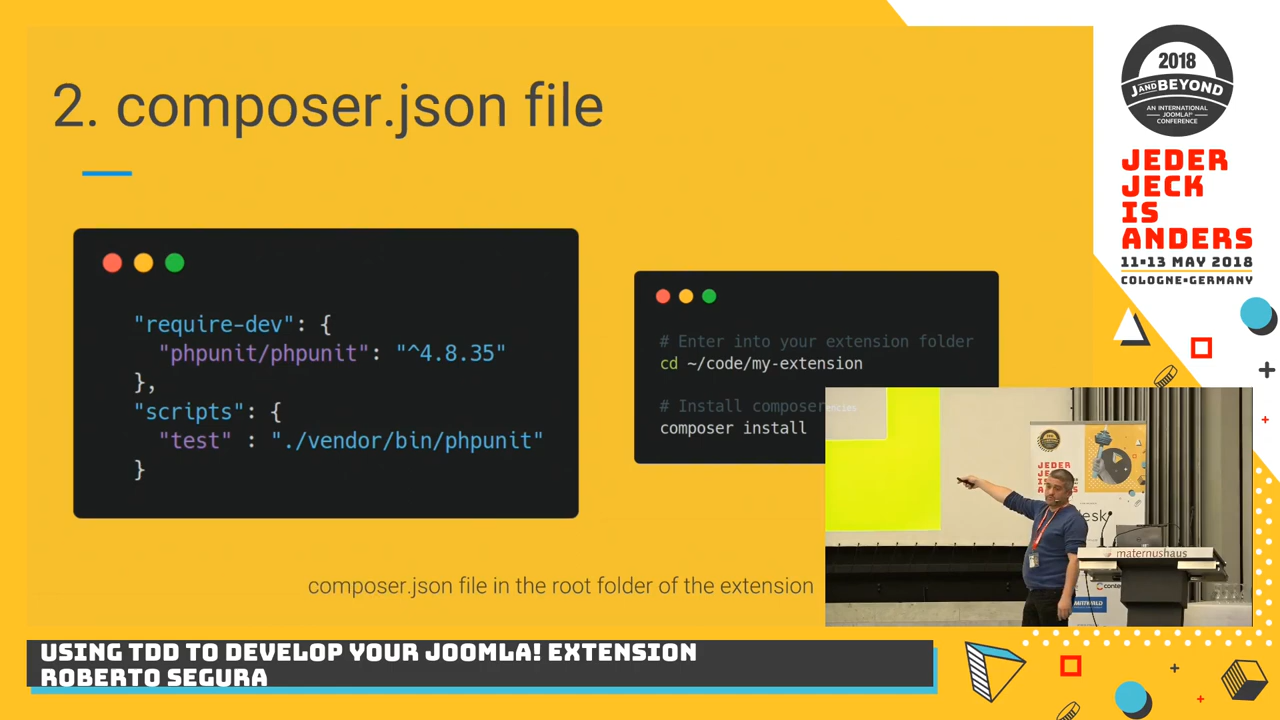 2. composer.json file
"require-dev": {
"phpunit/phpunit": "^4.8.35"
},
"scripts": {
"test" : "./vendor/bin/phpunit"
}
# Enter into your extension folder
cd ~/code/my-extension
# Install composer
composer install
composer.json file in the root folder of the extension
2018
J AND BEYOND
AN INTERNATIONAL
JOOMLA! CONFERENCE
JEDER
JECK
IS
ANDERS
11•13 MAY 2018
COLOGNE•GERMANY
JEDER
JECK
maternushaus
USING TDD TO DEVELOP YOUR JOOMLA! EXTENSION
ROBERTO SEGURA